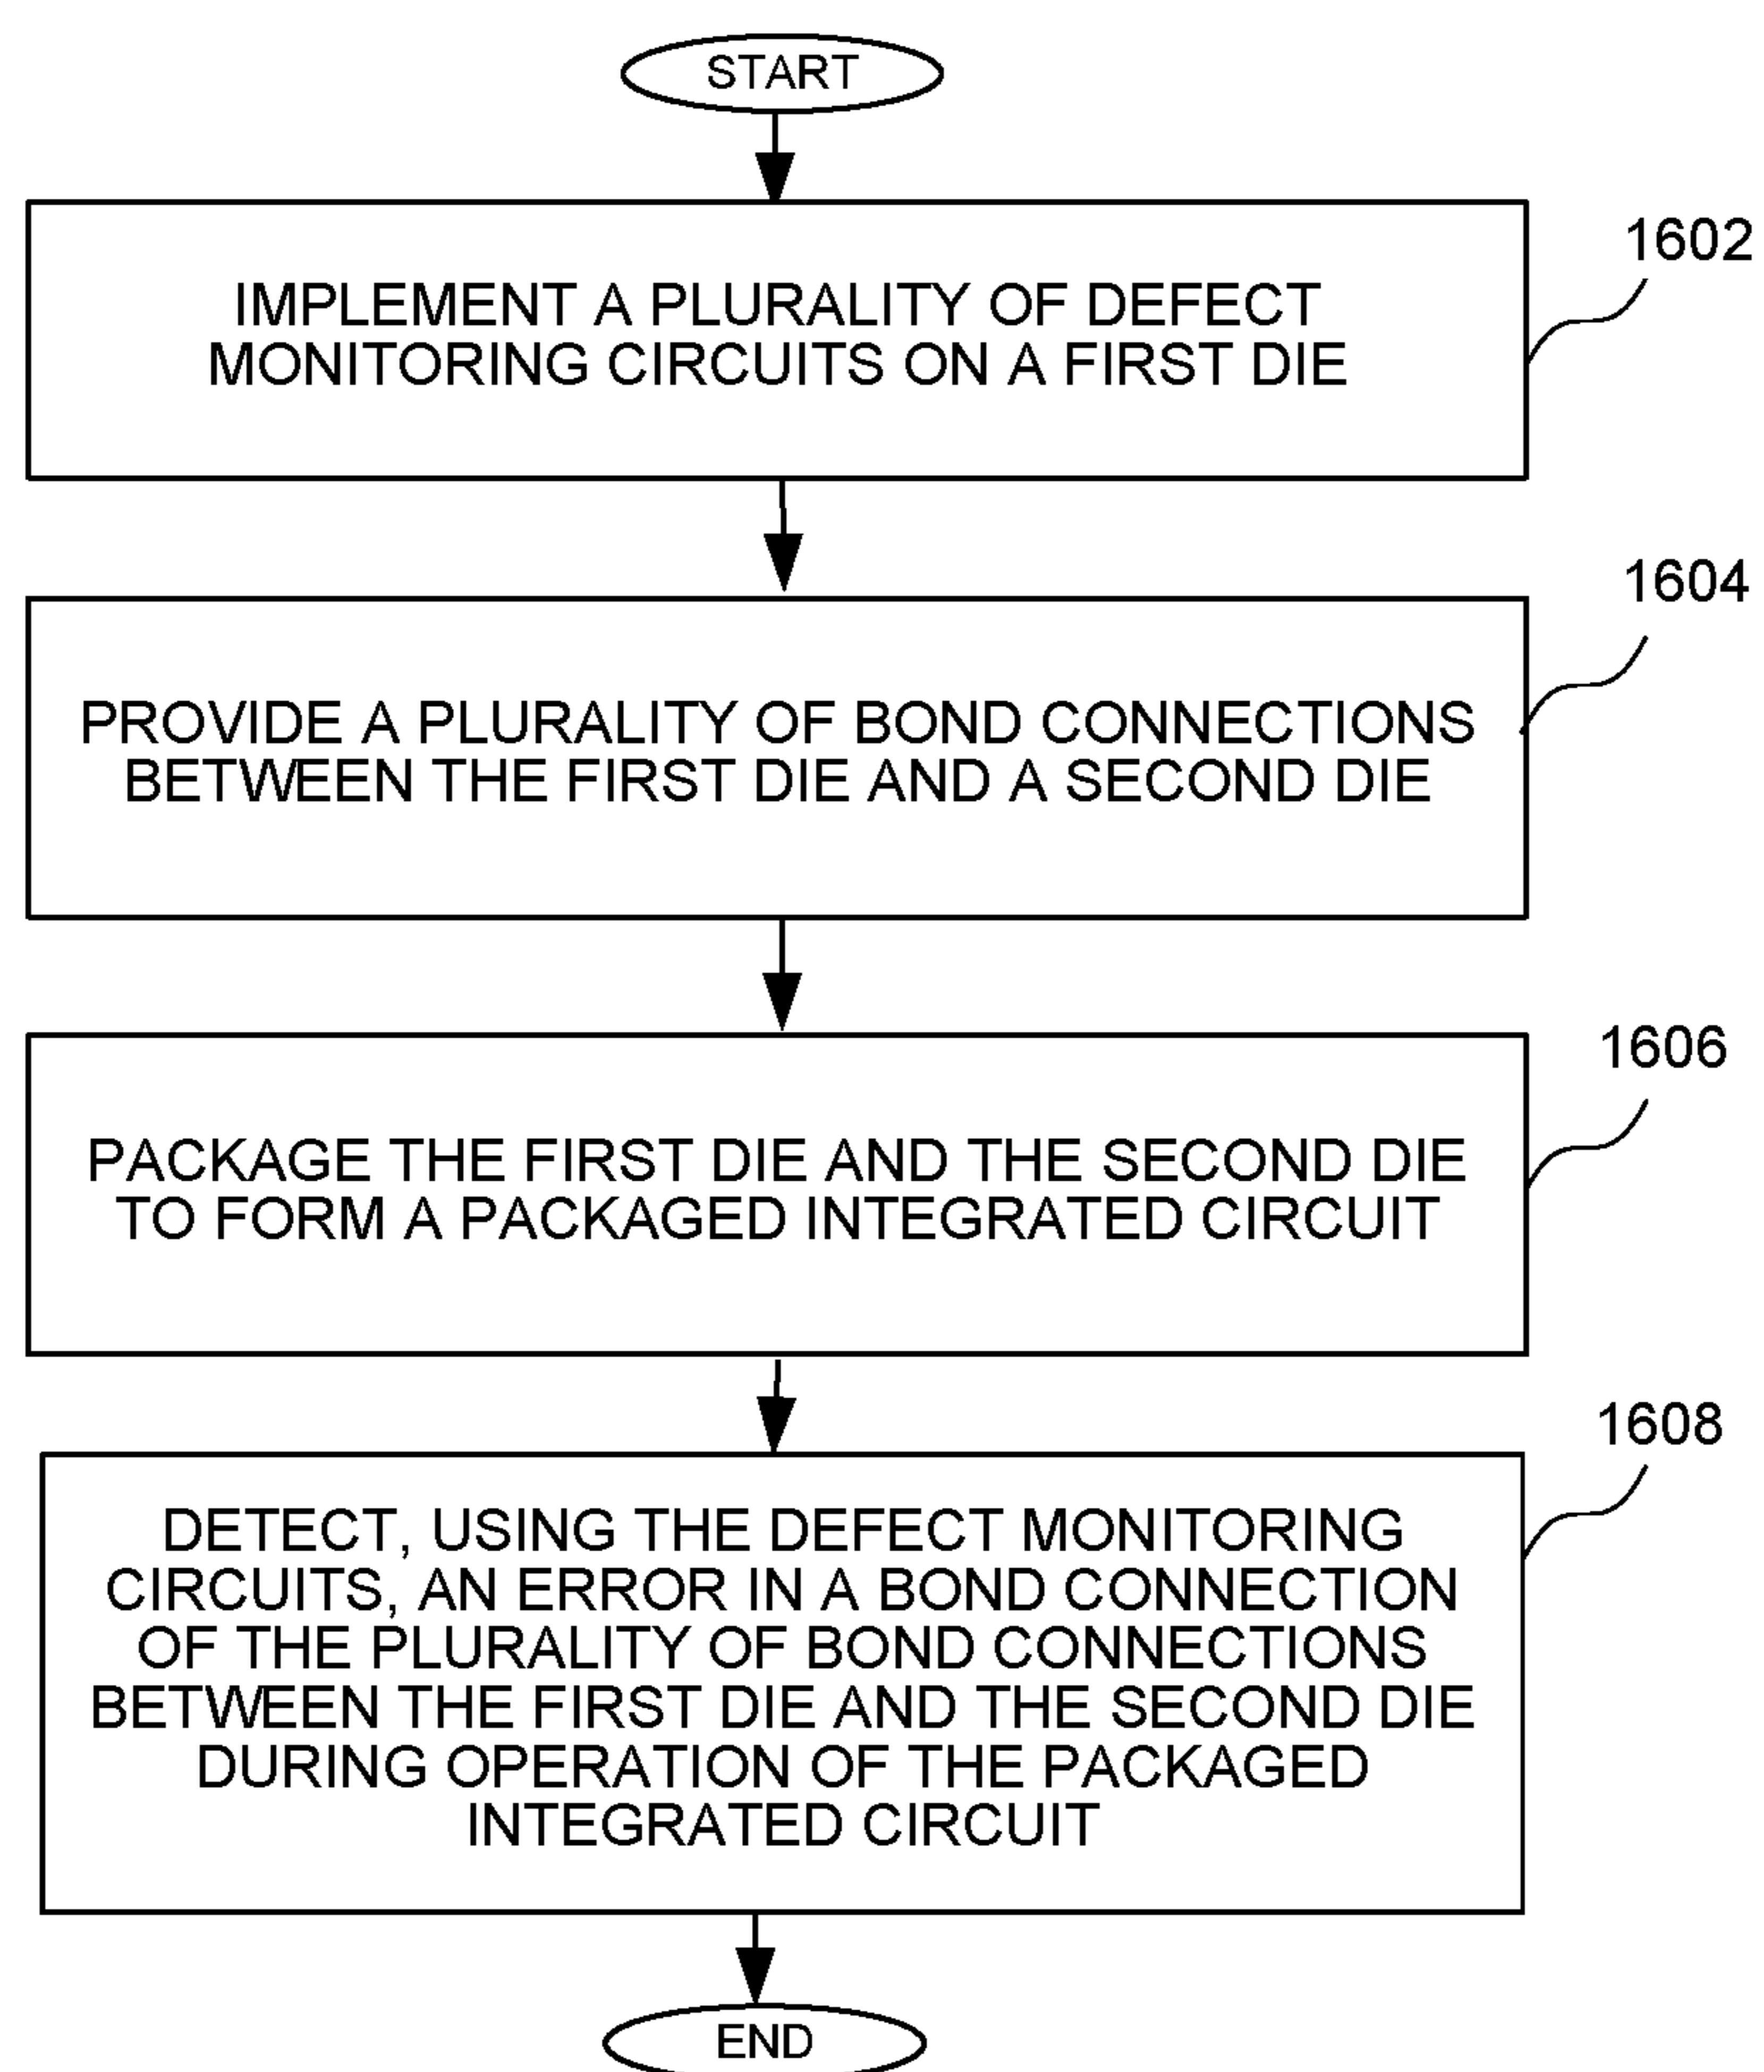 START
1602
IMPLEMENT A PLURALITY OF DEFECT
MONITORING CIRCUITS ON A FIRST DIE
1604
PROVIDE A PLURALITY OF BOND CONNECTIONS
BETWEEN THE FIRST DIE AND A SECOND DIE
1606
PACKAGE THE FIRST DIE AND THE SECOND DIE
TO FORM A PACKAGED INTEGRATED CIRCUIT
1608
DETECT, USING THE DEFECT MONITORING
CIRCUITS, AN ERROR IN A BOND CONNECTION
OF THE PLURALITY OF BOND CONNECTIONS
BETWEEN THE FIRST DIE AND THE SECOND DIE
DURING OPERATION OF THE PACKAGED
INTEGRATED CIRCUIT
END